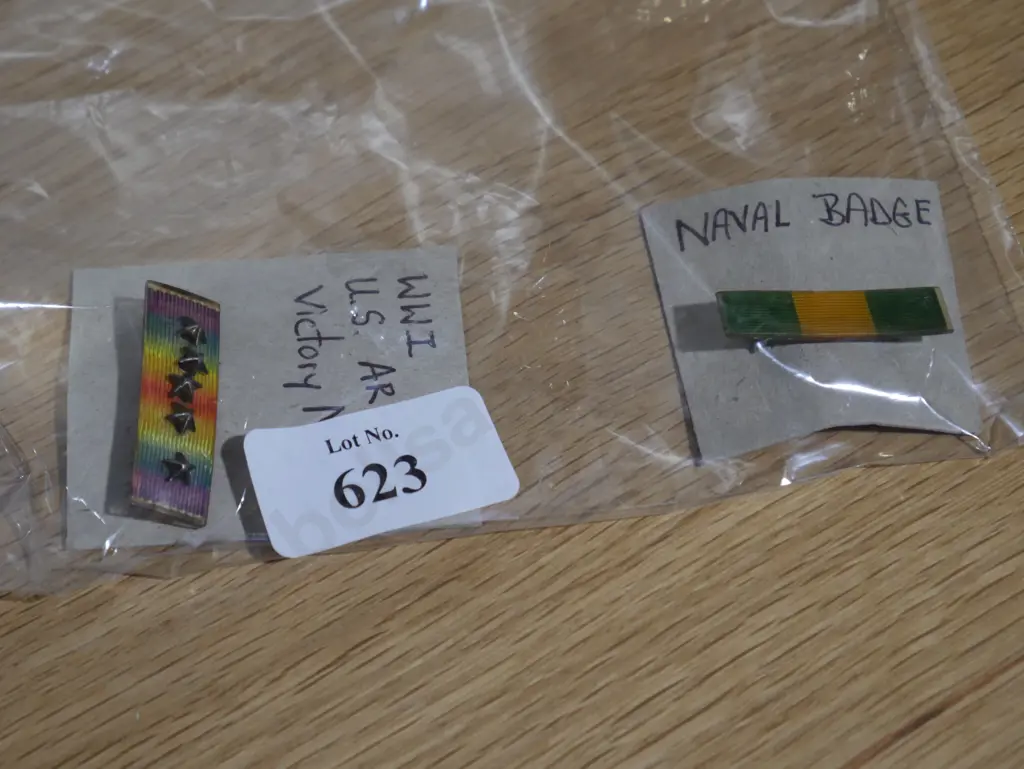 NAVAL BADGE
WWI
U.S. AR
Victory
Lot No.
623